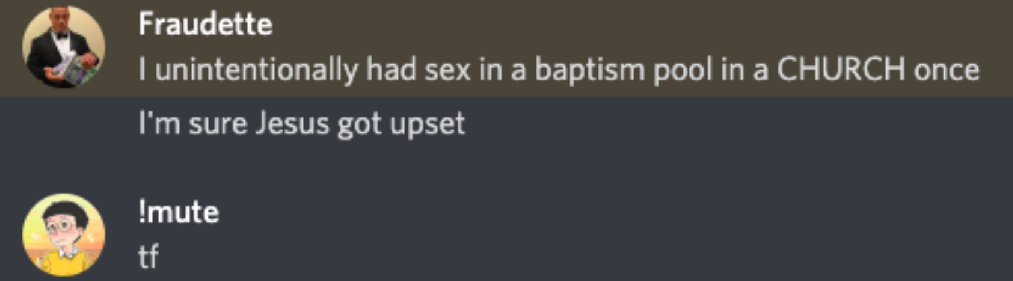 Fraudette
I unintentionally had sex in a baptism pool in a CHURCH once
I'm sure Jesus got upset
!mute
tf